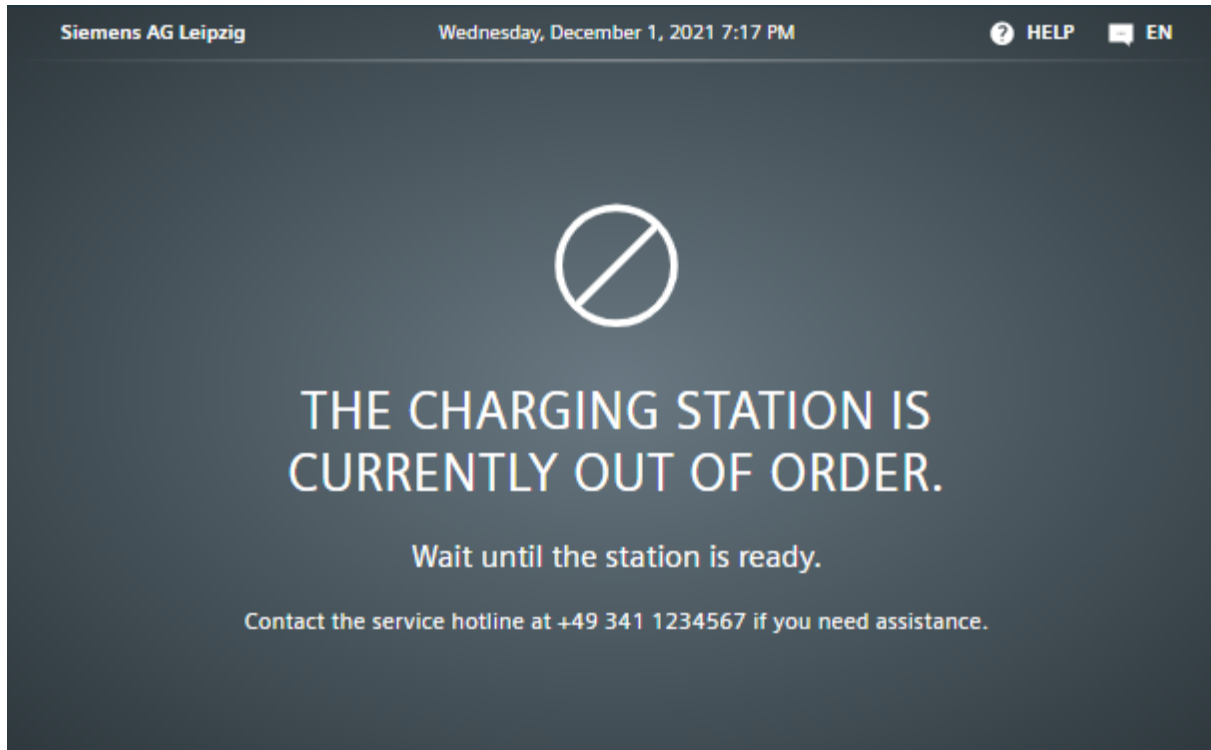 Siemens AG Leipzig Wednesday, December 1, 2021 7:17 PM ? HELP EN
THE CHARGING STATION IS
CURRENTLY OUT OF ORDER.
Wait until the station is ready.
Contact the service hotline at +49 341 1234567 if you need assistance.